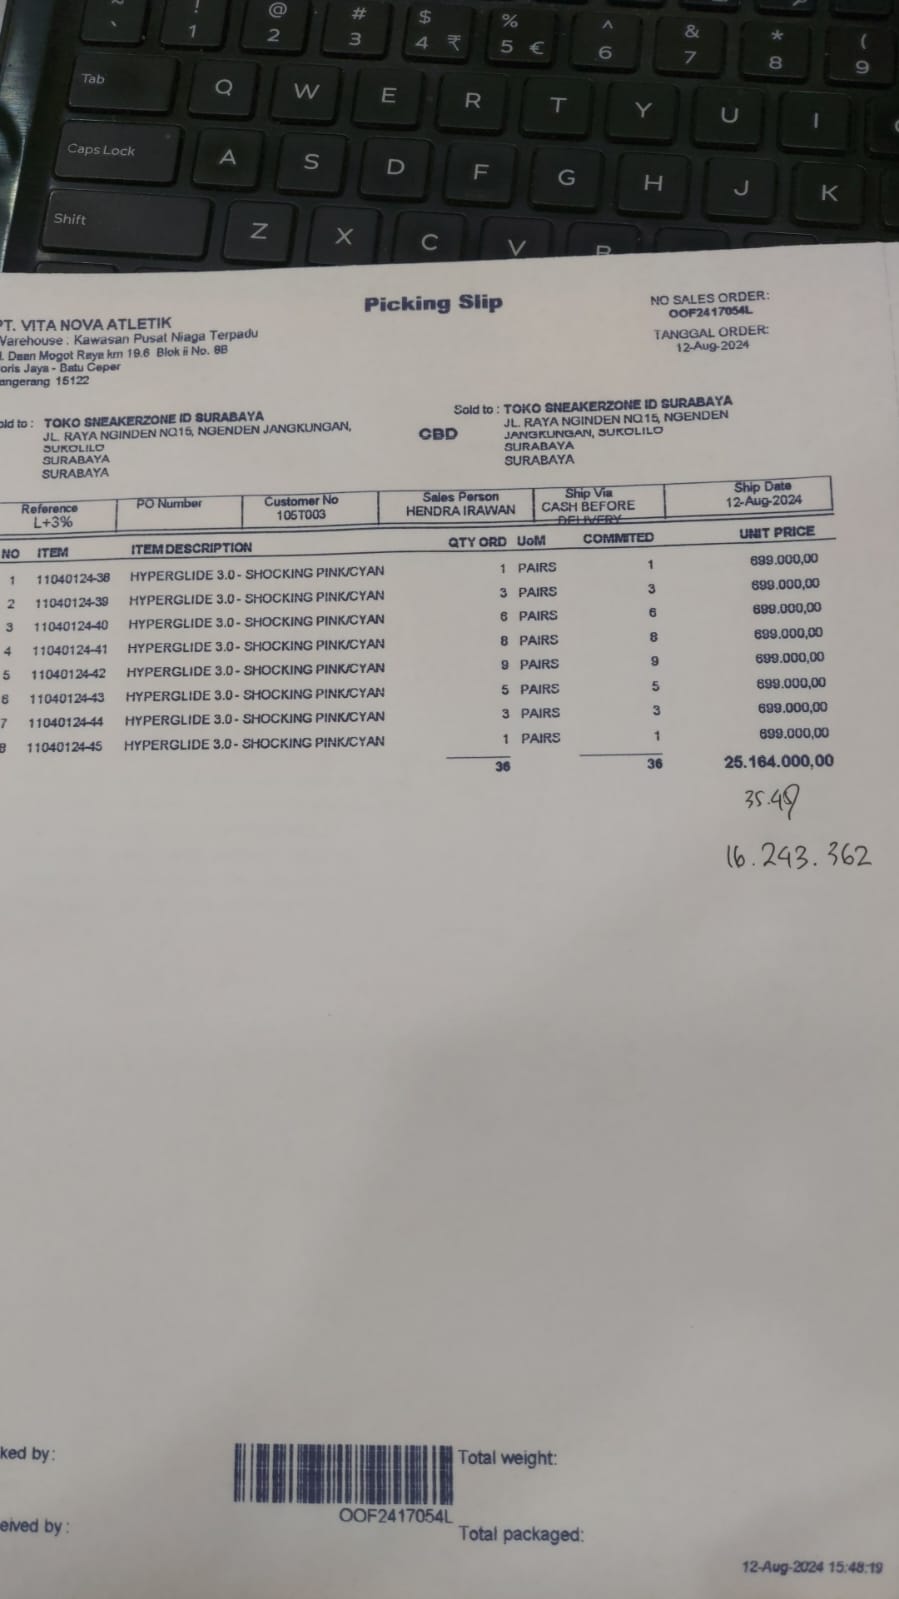 ~ ! @ # $ % ^ & * (
` 1 2 3 4 ₹ 5 € 6 7 8 9
Tab Q W E R T Y U I
Caps Lock A S D F G H J K
Shift Z X C V B
Picking Slip
PT. VITA NOVA ATLETIK
Warehouse : Kawasan Pusat Niaga Terpadu
l. Daan Mogot Raya km 19.6 Blok ii No. 8B
oris Jaya - Batu Ceper
angerang 15122
NO SALES ORDER:
OOF2417054L
TANGGAL ORDER:
12-Aug-2024
old to : TOKO SNEAKERZONE ID SURABAYA
JL. RAYA NGINDEN NO.15, NGENDEN JANGKUNGAN,
SUKOLILO
SURABAYA
SURABAYA
CBD
Sold to : TOKO SNEAKERZONE ID SURABAYA
JL. RAYA NGINDEN NO.15, NGENDEN
JANGKUNGAN, SUKOLILO
SURABAYA
SURABAYA
Reference PO Number Customer No Sales Person Ship Via Ship Date
L+3% 105T003 HENDRA IRAWAN CASH BEFORE 12-Aug-2024
DELIVERY
NO ITEM ITEM DESCRIPTION QTY ORD UoM COMMITED UNIT PRICE
1 11040124-38 HYPERGLIDE 3.0 - SHOCKING PINK/CYAN 1 PAIRS 1 699.000,00
2 11040124-39 HYPERGLIDE 3.0 - SHOCKING PINK/CYAN 3 PAIRS 3 699.000,00
3 11040124-40 HYPERGLIDE 3.0 - SHOCKING PINK/CYAN 6 PAIRS 6 699.000,00
4 11040124-41 HYPERGLIDE 3.0 - SHOCKING PINK/CYAN 8 PAIRS 8 699.000,00
5 11040124-42 HYPERGLIDE 3.0 - SHOCKING PINK/CYAN 9 PAIRS 9 699.000,00
6 11040124-43 HYPERGLIDE 3.0 - SHOCKING PINK/CYAN 5 PAIRS 5 699.000,00
7 11040124-44 HYPERGLIDE 3.0 - SHOCKING PINK/CYAN 3 PAIRS 3 699.000,00
8 11040124-45 HYPERGLIDE 3.0 - SHOCKING PINK/CYAN 1 PAIRS 1 699.000,00
36 36 25.164.000,00
16.243.362
ked by:
Total weight:
OOF2417054L
eived by :
Total packaged:
12-Aug-2024 15:48:19